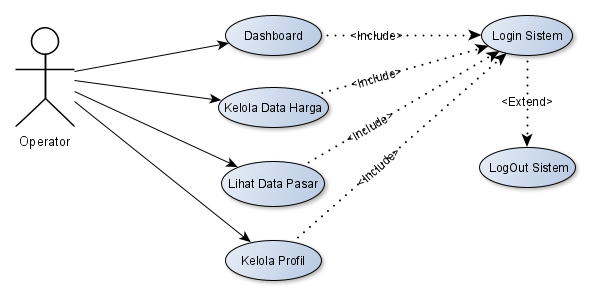 Dashboard
<Include>
Login Sistem
<Include>
Kelola Data Harga
<Extend>
<Include>
Operator
<Include>
LogOut Sistem
Lihat Data Pasar
Kelola Profil